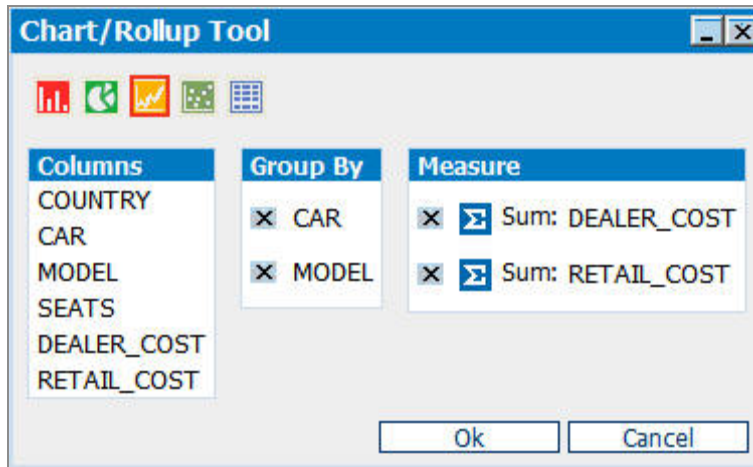 Chart/Rollup Tool
Columns
COUNTRY
CAR
MODEL
SEATS
DEALER_COST
RETAIL_COST
Group By
CAR
MODEL
Measure
Sum: DEALER_COST
Sum: RETAIL_COST
Ok
Cancel